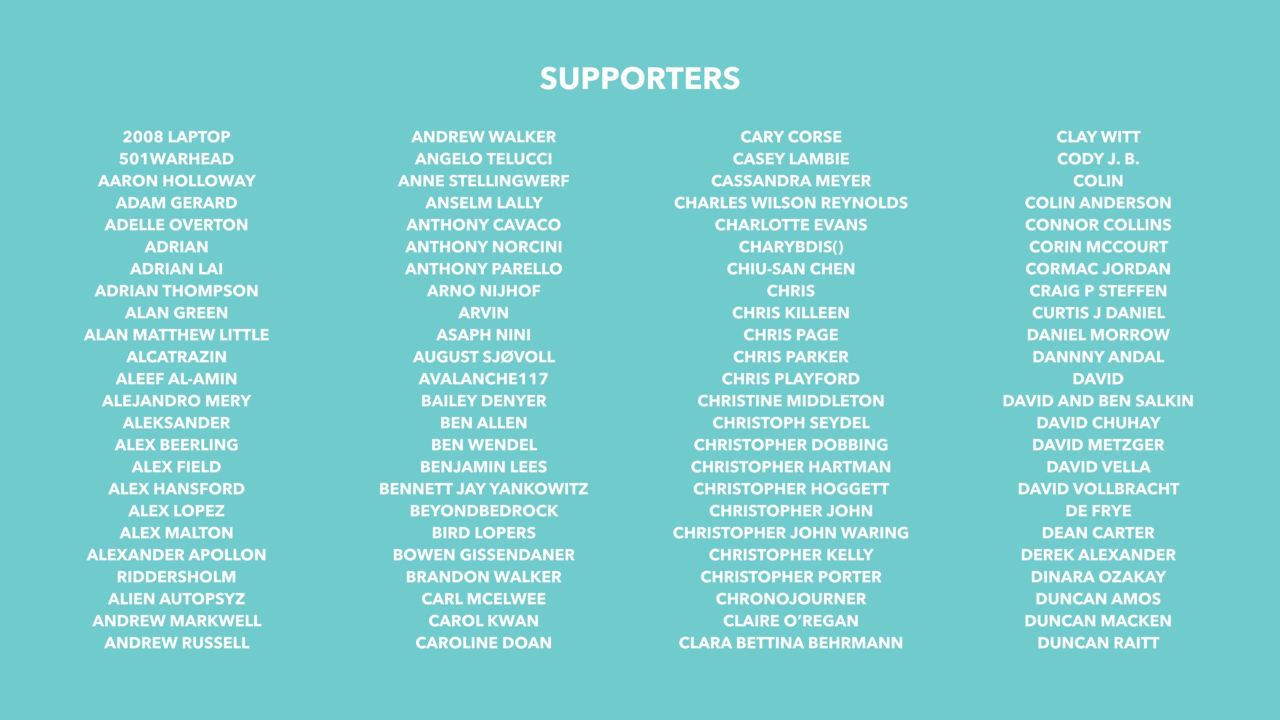 SUPPORTERS
2008 LAPTOP
501WARHEAD
AARON HOLLOWAY
ADAM GERARD
ADELLE OVERTON
ADRIAN
ADRIAN LAI
ADRIAN THOMPSON
ALAN GREEN
ALAN MATTHEW LITTLE
ALCATRAZIN
ALEEF AL-AMIN
ALEJANDRO MERY
ALEKSANDER
ALEX BEERLING
ALEX FIELD
ALEX HANSFORD
ALEX LOPEZ
ALEX MALTON
ALEXANDER APOLLON
RIDDERSHOLM
ALIEN AUTOPSYZ
ANDREW MARKWELL
ANDREW RUSSELL
ANDREW WALKER
ANGELO TELUCCI
ANNE STELLINGWERF
ANSELM LALLY
ANTHONY CAVACO
ANTHONY NORCINI
ANTHONY PARELLO
ARNO NIJHOF
ARVIN
ASAPH NINI
AUGUST SJØVOLL
AVALANCHE117
BAILEY DENYER
BEN ALLEN
BEN WENDEL
BENJAMIN LEES
BENNETT JAY YANKOWITZ
BEYONDBEDROCK
BIRD LOPERS
BOWEN GISSENDANER
BRANDON WALKER
CARL MCELWEE
CAROL KWAN
CAROLINE DOAN
CARY CORSE
CASEY LAMBIE
CASSANDRA MEYER
CHARLES WILSON REYNOLDS
CHARLOTTE EVANS
CHARYBDIS()
CHIU-SAN CHEN
CHRIS
CHRIS KILLEEN
CHRIS PAGE
CHRIS PARKER
CHRIS PLAYFORD
CHRISTINE MIDDLETON
CHRISTOPH SEYDEL
CHRISTOPHER DOBBING
CHRISTOPHER HARTMAN
CHRISTOPHER HOGGETT
CHRISTOPHER JOHN
CHRISTOPHER JOHN WARING
CHRISTOPHER KELLY
CHRISTOPHER PORTER
CHRONOJOURNER
CLAIRE O’REGAN
CLARA BETTINA BEHRMANN
CLAY WITT
CODY J. B.
COLIN
COLIN ANDERSON
CONNOR COLLINS
CORIN MCCOURT
CORMAC JORDAN
CRAIG P STEFFEN
CURTIS J DANIEL
DANIEL MORROW
DANNNY ANDAL
DAVID
DAVID AND BEN SALKIN
DAVID CHUHAY
DAVID METZGER
DAVID VELLA
DAVID VOLLBRACHT
DE FRYE
DEAN CARTER
DEREK ALEXANDER
DINARA OZAKAY
DUNCAN AMOS
DUNCAN MACKEN
DUNCAN RAITT